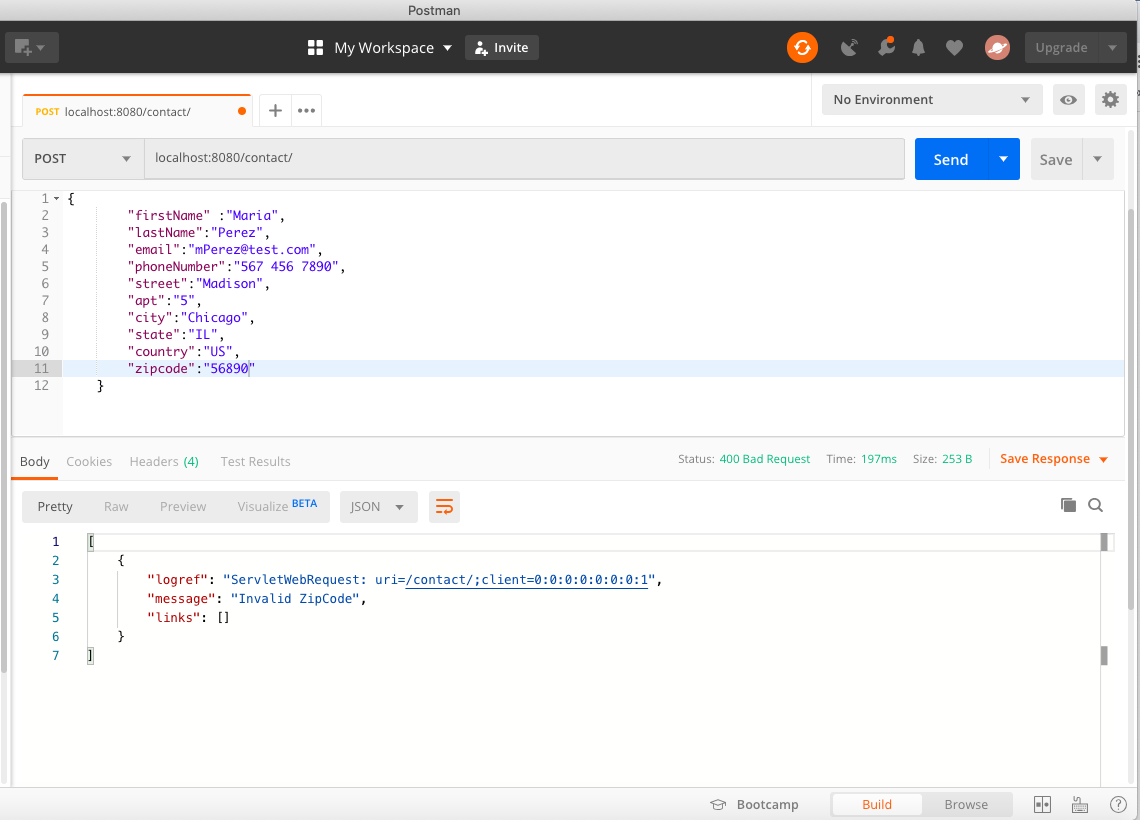 Postman
My Workspace Invite Upgrade
POST localhost:8080/contact/ + ••• No Environment
POST localhost:8080/contact/ Send Save
1 {
2 "firstName" :"Maria",
3 "lastName":"Perez",
4 "email":"mPerez@test.com",
5 "phoneNumber":"567 456 7890",
6 "street":"Madison",
7 "apt":"5",
8 "city":"Chicago",
9 "state":"IL",
10 "country":"US",
11 "zipcode":"56890"
12 }
Body Cookies Headers (4) Test Results Status: 400 Bad Request Time: 197ms Size: 253 B Save Response
Pretty Raw Preview Visualize BETA JSON
1 [
2 {
3 "logref": "ServletWebRequest: uri=/contact/;client=0:0:0:0:0:0:0:1",
4 "message": "Invalid ZipCode",
5 "links": []
6 }
7 ]
Bootcamp Build Browse ?